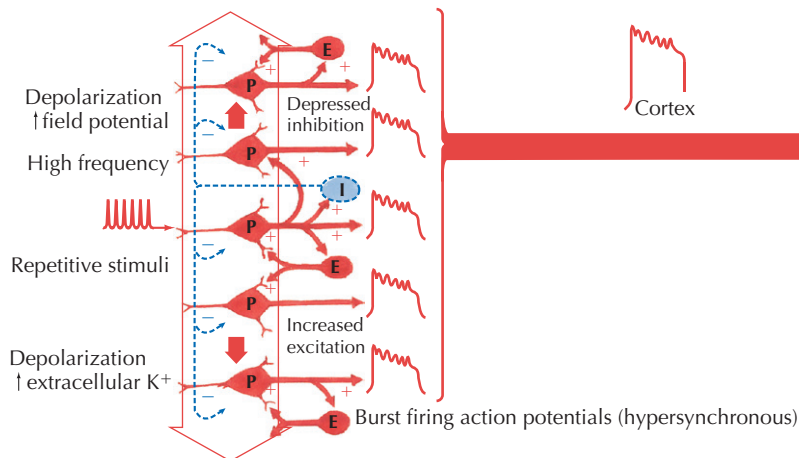 E
P
Depolarization
↑ field potential
Depressed
inhibition
Cortex
High frequency
P
I
P
Repetitive stimuli
E
P
Increased
excitation
Depolarization
↑ extracellular K+
P
E
Burst firing action potentials (hypersynchronous)